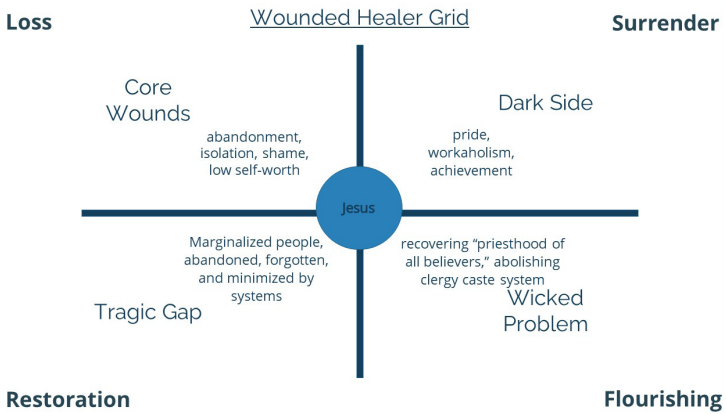 Wounded Healer Grid
Loss
Surrender
Core
Wounds
abandonment,
isolation, shame,
low self-worth
Dark Side
pride,
workaholism,
achievement
Jesus
Marginalized people,
abandoned, forgotten,
and minimized by
systems
Tragic Gap
recovering “priesthood of
all believers,” abolishing
clergy caste system
Wicked
Problem
Restoration
Flourishing